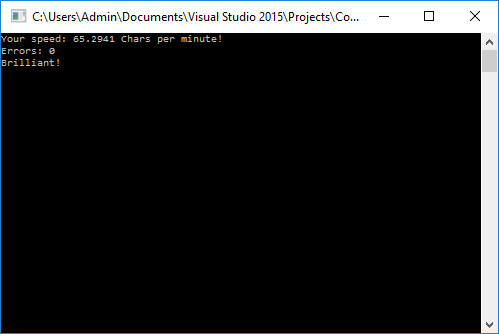 C:\Users\Admin\Documents\Visual Studio 2015\Projects\Co...
Your speed: 65.2941 Chars per minute!
Errors: 0
Brilliant!